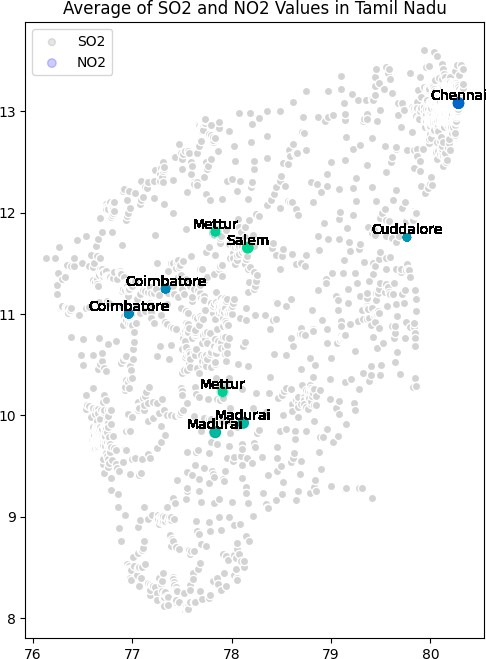 Average of SO2 and NO2 Values in Tamil Nadu
SO2
NO2
Chennai
Mettur
Salem
Cuddalore
Coimbatore
Coimbatore
Mettur
Madurai
Madurai
13
12
11
10
9
8
76
77
78
79
80